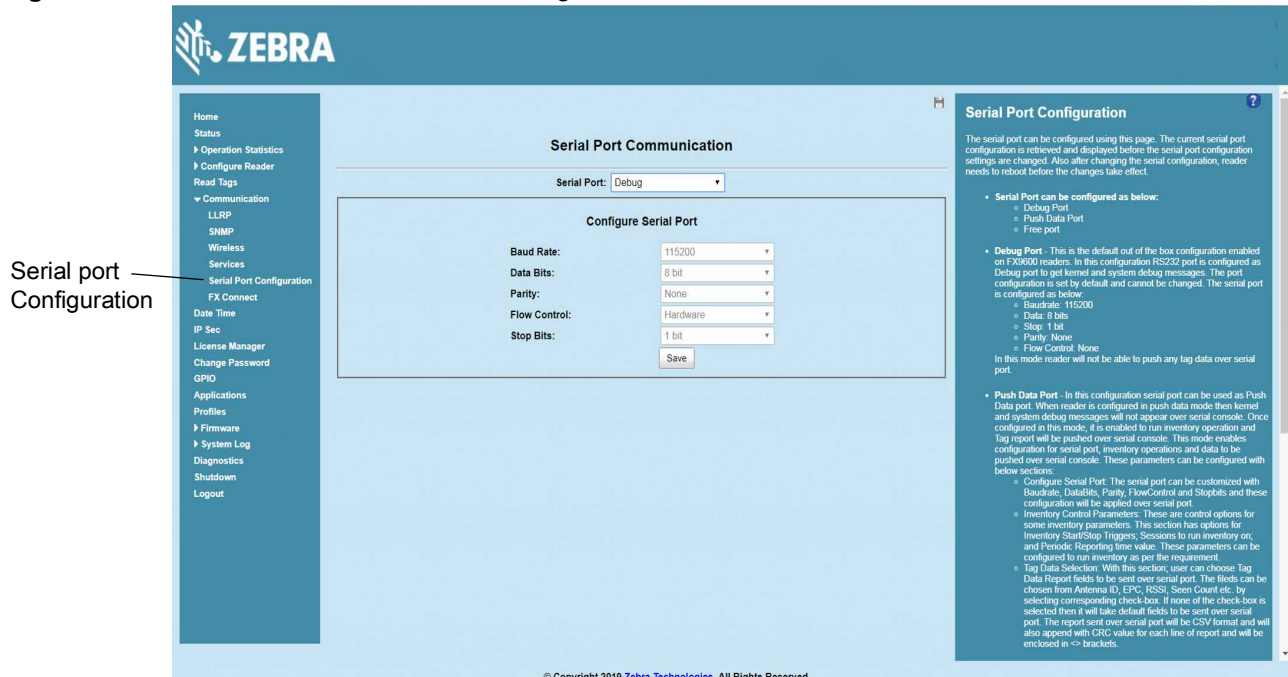 ZEBRA
Serial port
Configuration
Home
Status
Operation Statistics
Configure Reader
Read Tags
Communication
LLRP
SNMP
Wireless
Services
Serial Port Configuration
FX Connect
Date Time
IP Sec
License Manager
Change Password
GPIO
Applications
Profiles
Firmware
System Log
Diagnostics
Shutdown
Logout
Serial Port Communication
Serial Port: Debug
Configure Serial Port
Baud Rate: 115200
Data Bits: 8 bit
Parity: None
Flow Control: Hardware
Stop Bits: 1 bit
Save
?
Serial Port Configuration
The serial port can be configured using this page. The current serial port
configuration is retrieved and displayed before the serial port configuration
settings are changed. Also after changing the serial configuration, reader
needs to reboot before the changes take effect.
• Serial Port can be configured as below:
○ Debug Port
○ Push Data Port
○ Free port
• Debug Port - This is the default out of the box configuration enabled
on FX9600 readers. In this configuration RS232 port is configured as
Debug port to get kernel and system debug messages. The port
configuration is set by default and cannot be changed. The serial port
is configured as below:
○ Baudrate: 115200
○ Data: 8 bits
○ Stop: 1 bit
○ Parity: None
○ Flow Control: None
In this mode reader will not be able to push any tag data over serial
port.
• Push Data Port - In this configuration serial port can be used as Push
Data port. When reader is configured in push data mode then kernel
and system debug messages will not appear over serial console. Once
configured in this mode, it is enabled to run inventory operation and
Tag report will be pushed over serial console. This mode enables
configuration for serial port, inventory operations and data to be
pushed over serial console. These parameters can be configured with
below sections:
○ Configure Serial Port: The serial port can be customized with
Baudrate, DataBits, Parity, FlowControl and Stopbits and these
configuration will be applied over serial port.
○ Inventory Control Parameters: These are control options for
some inventory parameters. This section has options for
Inventory Start/Stop Triggers; Sessions to run inventory on;
and Periodic Reporting time value. These parameters can be
configured to run inventory as per the requirement.
○ Tag Data Selection: With this section; user can choose Tag
Data Report fields to be sent over serial port. The fileds can be
chosen from Antenna ID, EPC, RSSI, Seen Count etc. by
selecting corresponding check-box. If none of the check-box is
selected then it will take default fields to be sent over serial
port. The report sent over serial port will be CSV format and will
also append with CRC value for each line of report and will be
enclosed in <> brackets.
© Copyright 2019 Zebra Technologies. All Rights Reserved